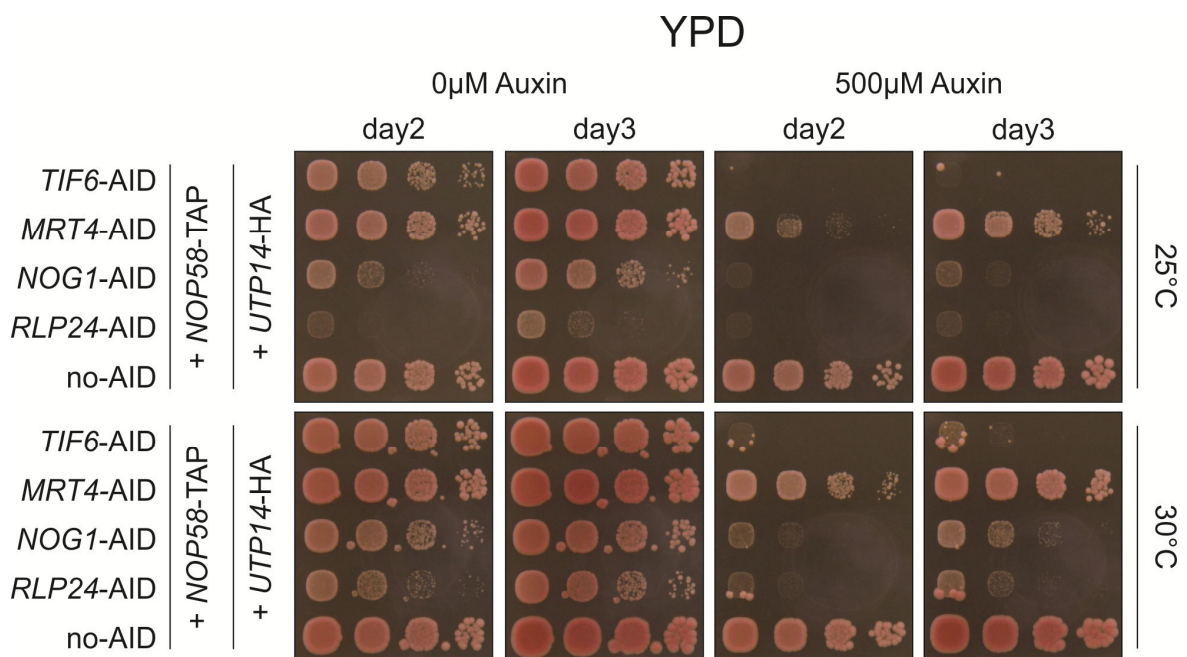 YPD
0µM Auxin
500µM Auxin
day2
day3
day2
day3
TIF6-AID
MRT4-AID
NOG1-AID
RLP24-AID
no-AID
+ NOP58-TAP
+ UTP14-HA
25°C
TIF6-AID
MRT4-AID
NOG1-AID
RLP24-AID
no-AID
+ NOP58-TAP
+ UTP14-HA
30°C